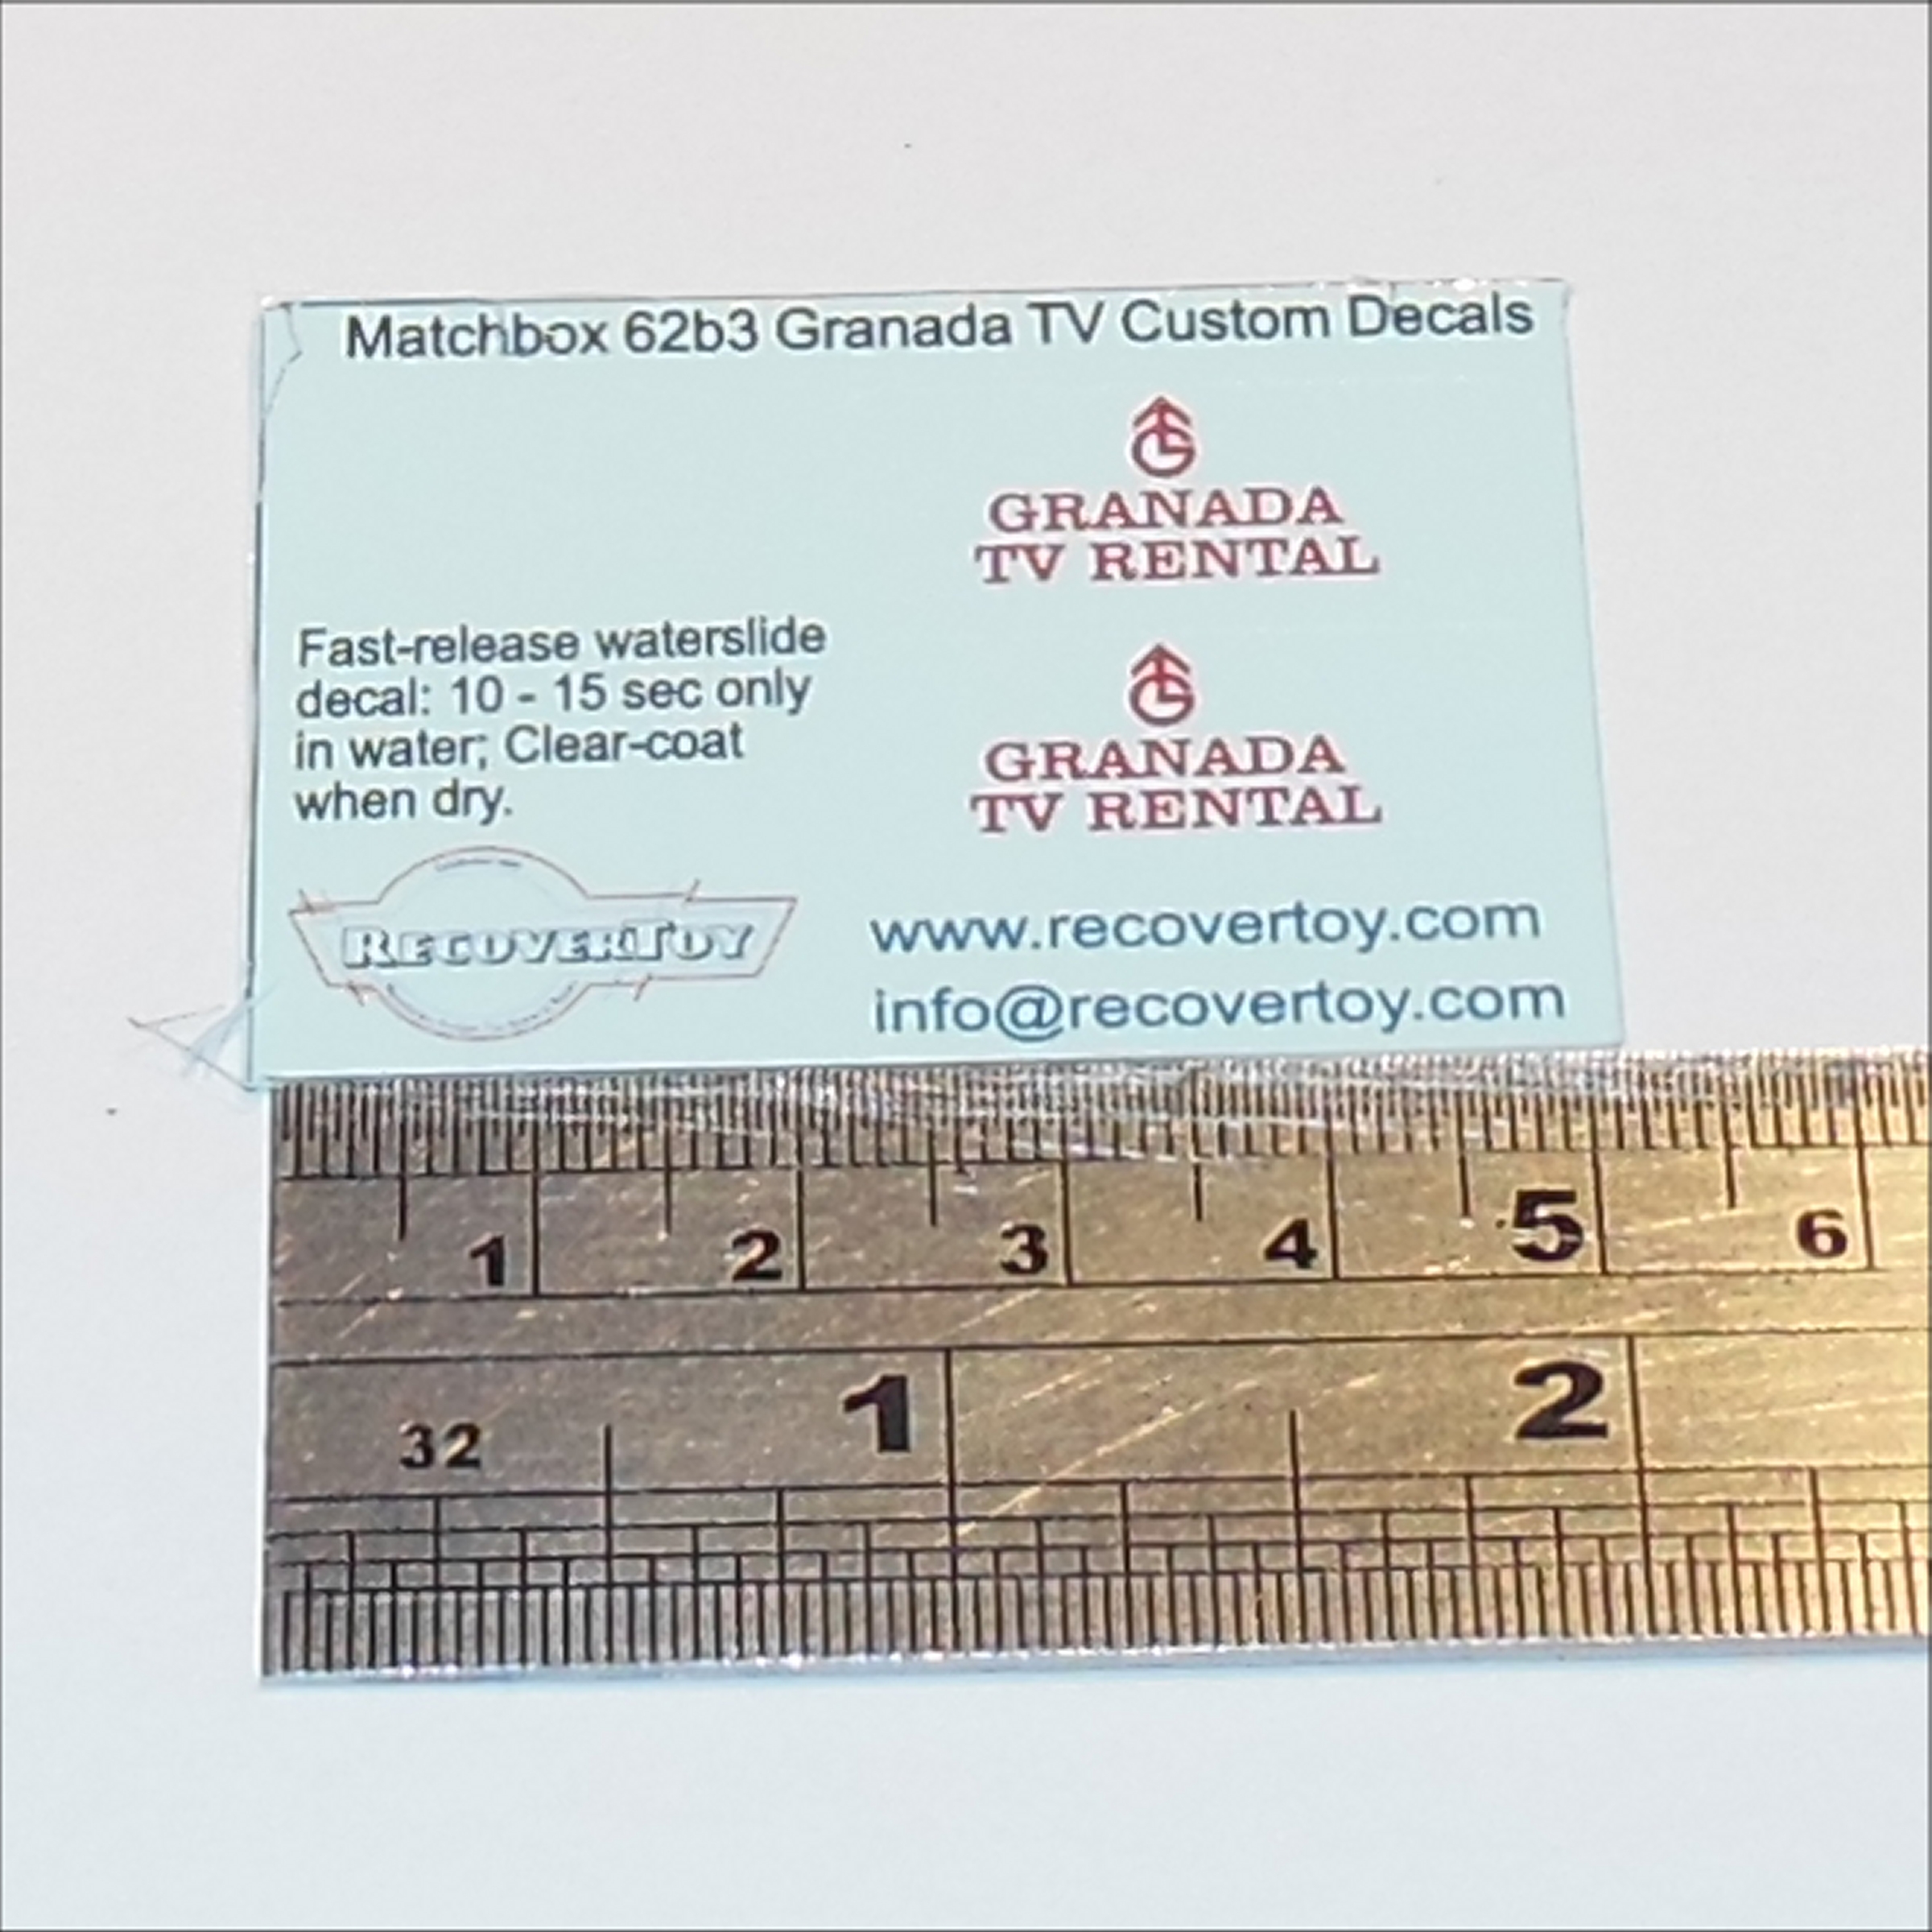 Matchbox 62b3 Granada TV Custom Decals
GRANADA
TV RENTAL
Fast-release waterslide
decal: 10 - 15 sec only
in water; Clear-coat
when dry.
GRANADA
TV RENTAL
RECOVERTOY
www.recovertoy.com
info@recovertoy.com
1 2 3 4 5 6
1 2
32